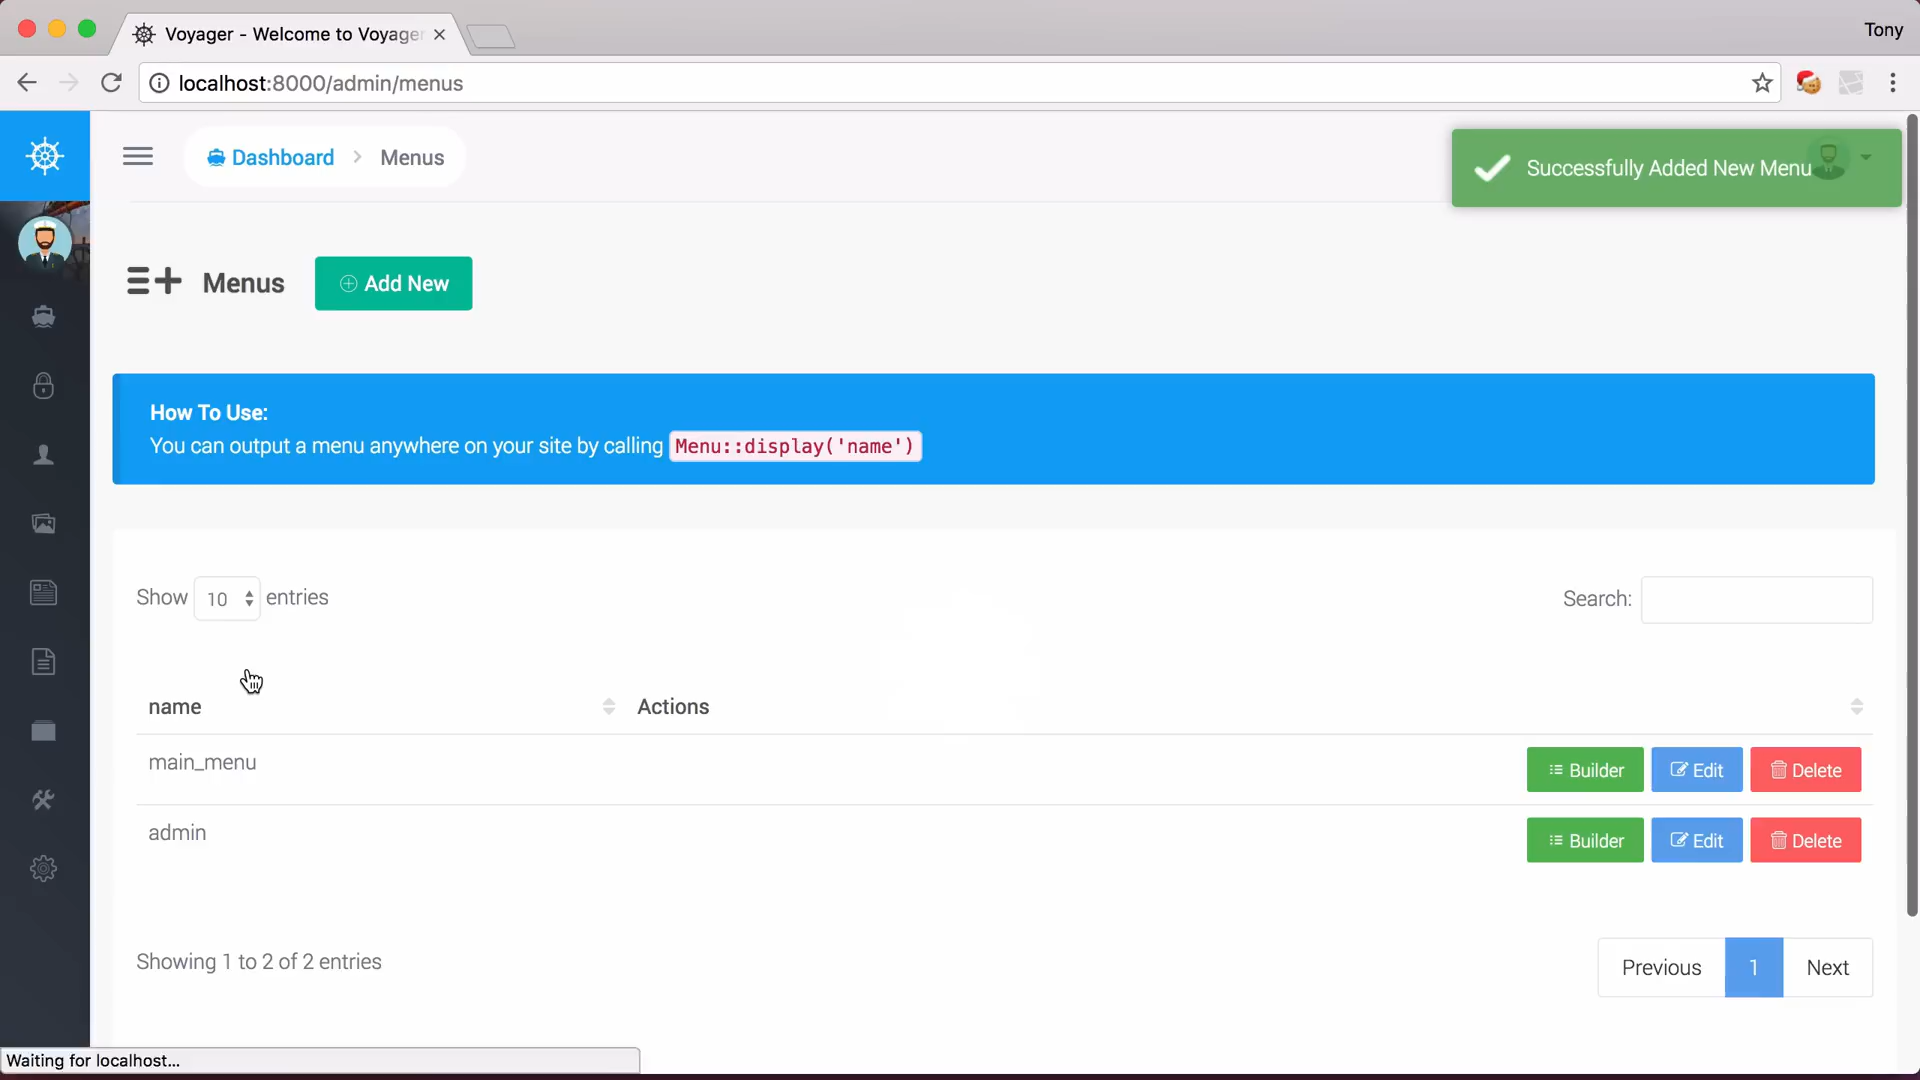 Voyager - Welcome to Voyager
Tony
localhost:8000/admin/menus
Dashboard > Menus
Successfully Added New Menu
Menus
Add New
How To Use:
You can output a menu anywhere on your site by calling Menu::display('name')
Show 10 entries
Search:
name
Actions
main_menu
Builder
Edit
Delete
admin
Builder
Edit
Delete
Showing 1 to 2 of 2 entries
Previous
1
Next
Waiting for localhost...